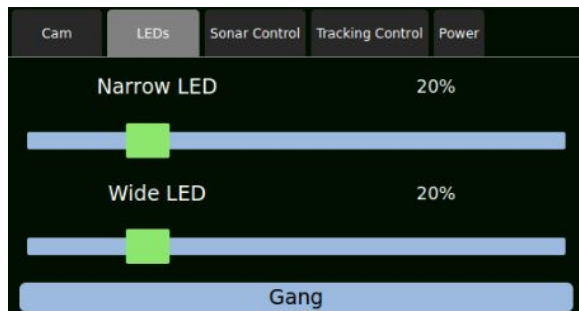 Cam LEDs Sonar Control Tracking Control Power
Narrow LED 20%
Wide LED 20%
Gang